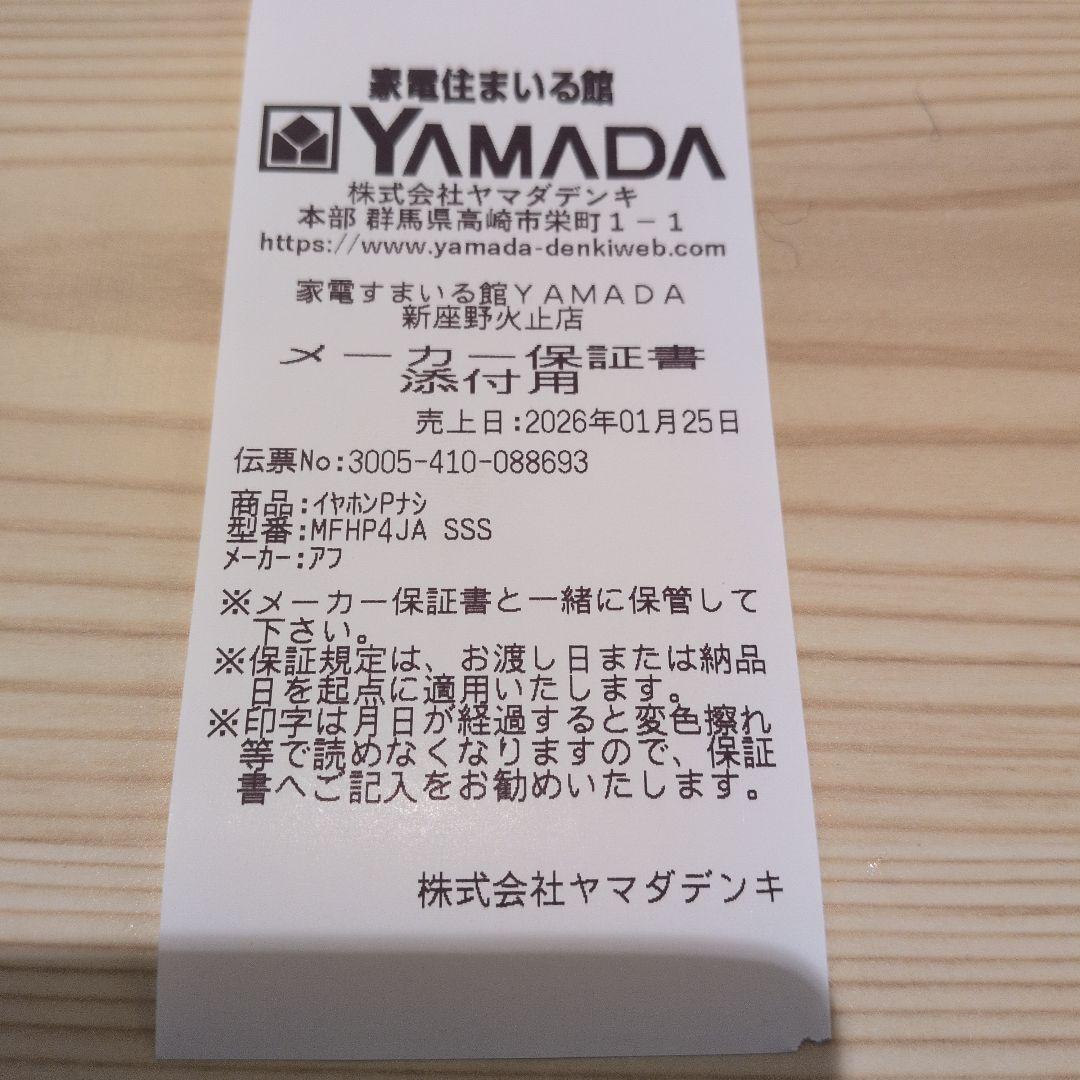 家電住まいる館
YAMADA
株式会社ヤマダデンキ
本部 群馬県高崎市栄町1-1
https://www.yamada-denkiweb.com
家電すまいる館YAMADA
新座野火止店
メーカー保証書
添付用
売上日:2026年01月25日
伝票No:3005-410-088693
商品:イヤホンPナシ
型番:MFHP4JA SSS
メーカー:アフ
※メーカー保証書と一緒に保管して
下さい。
※保証規定は、お渡し日または納品
日を起点に適用いたします。
※印字は月日が経過すると変色擦れ
等で読めなくなりますので、保証
書へご記入をお勧めいたします。
株式会社ヤマダデンキ